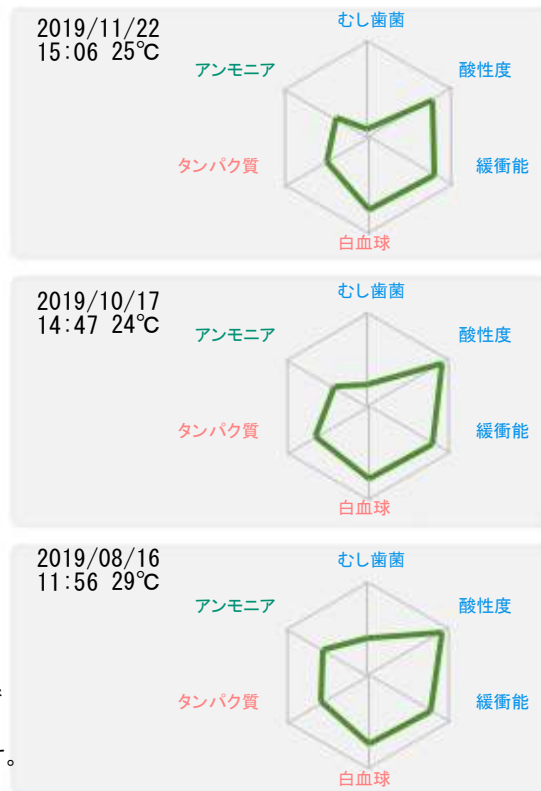 2019/11/22
15:06 25℃
むし歯菌
アンモニア
酸性度
タンパク質
緩衝能
白血球
2019/10/17
14:47 24℃
むし歯菌
アンモニア
酸性度
タンパク質
緩衝能
白血球
2019/08/16
11:56 29℃
むし歯菌
アンモニア
酸性度
タンパク質
緩衝能
。
白血球